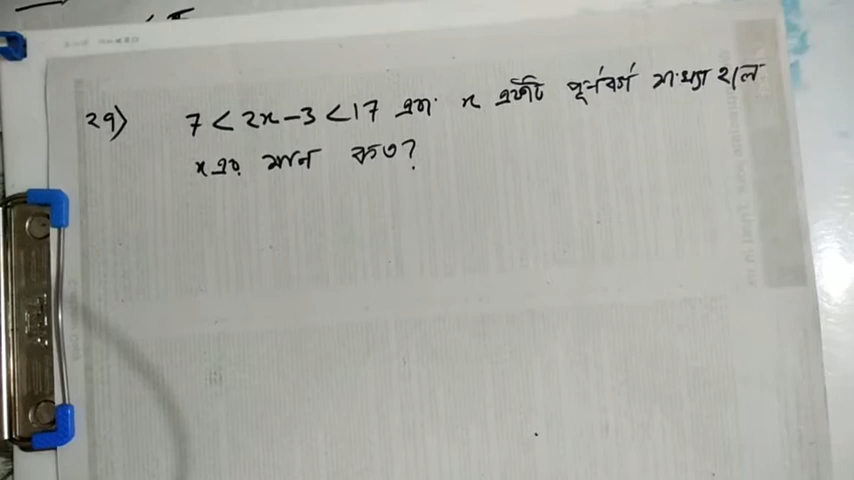 ২৭) 7 < 2x - 3 < 17 এবং x একটি পূর্ণবর্গ সংখ্যা হলে
x এর মান কত?